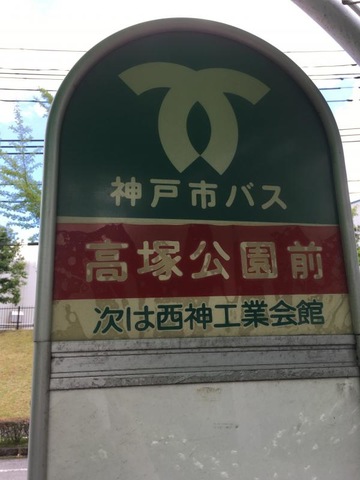 神戸市バス
高塚公園前
次は西神工業会館